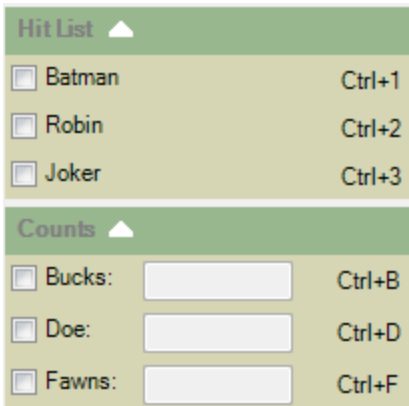 Hit List
Batman Ctrl+1
Robin Ctrl+2
Joker Ctrl+3
Counts
Bucks: Ctrl+B
Doe: Ctrl+D
Fawns: Ctrl+F